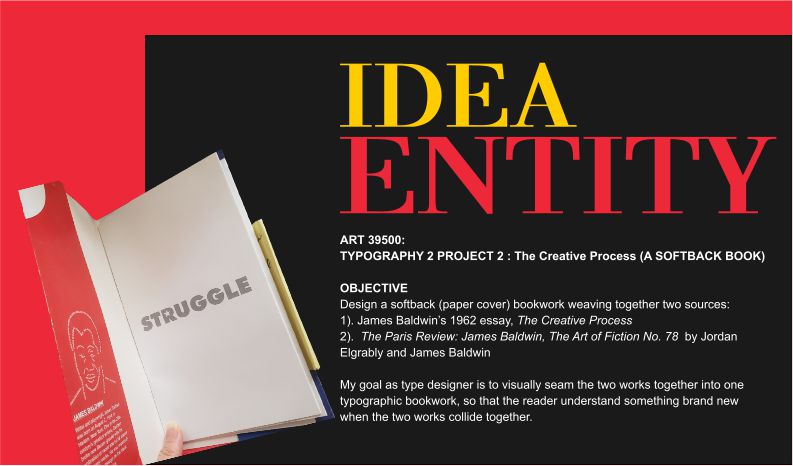 IDEA
ENTITY
ART 39500:
TYPOGRAPHY 2 PROJECT 2 : The Creative Process (A SOFTBACK BOOK)
OBJECTIVE
Design a softback (paper cover) bookwork weaving together two sources:
1). James Baldwin’s 1962 essay, The Creative Process
2).  The Paris Review: James Baldwin, The Art of Fiction No. 78  by Jordan
Elgrably and James Baldwin
My goal as type designer is to visually seam the two works together into one
typographic bookwork, so that the reader understand something brand new
when the two works collide together.
STRUGGLE
JAMES BALDWIN